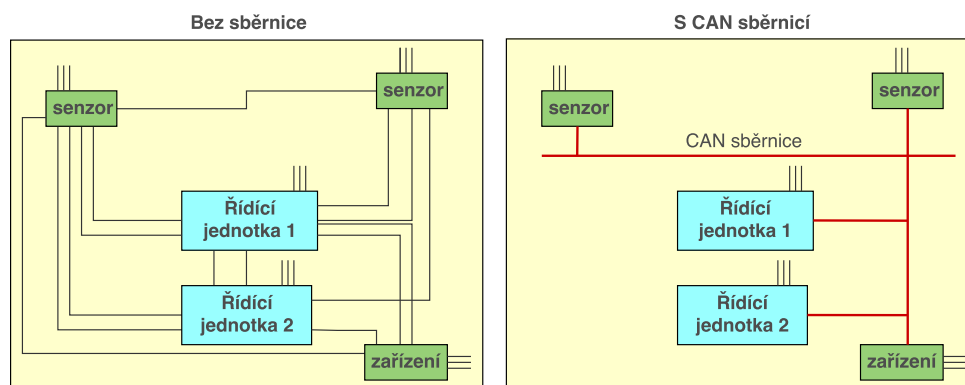 Bez sběrnice
senzor
senzor
Řídící
jednotka 1
Řídící
jednotka 2
zařízení
S CAN sběrnicí
senzor
senzor
CAN sběrnice
Řídící
jednotka 1
Řídící
jednotka 2
zařízení